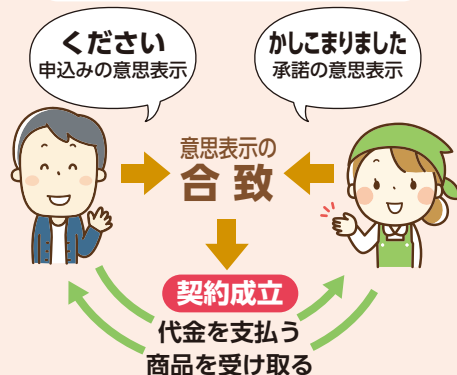 ください
申込みの意思表示
かしこまりました
承諾の意思表示
意思表示の
合致
契約成立
代金を支払う
商品を受け取る